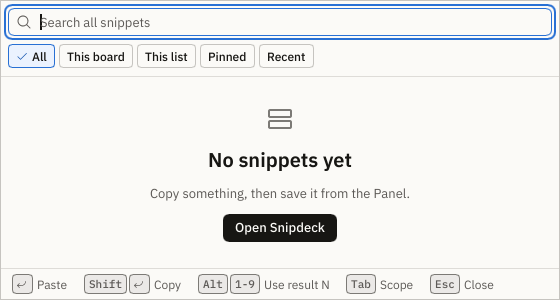 Search all snippets
All This board This list Pinned Recent
No snippets yet
Copy something, then save it from the Panel.
Open Snipdeck
Paste Shift Copy Alt 1-9 Use result N Tab Scope Esc Close